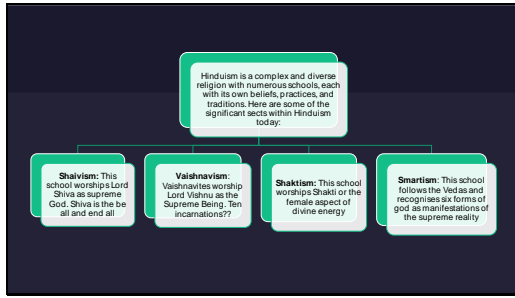 Hinduism is a complex and diverse
religion with numerous schools, each
with its own beliefs, practices, and
traditions. Here are some of the
significant sects within Hinduism
today:
Shaivism: This
school worships Lord
Shiva as supreme
God. Shiva is the be
all and end all
Vaishnavism:
Vaishnavites worship
Lord Vishnu as the
Supreme Being. Ten
incarnations??
Shaktism: This school
worships Shakti or the
female aspect of
divine energy
Smartism: This school
follows the Vedas and
recognises six forms of
god as manifestations of
the supreme reality